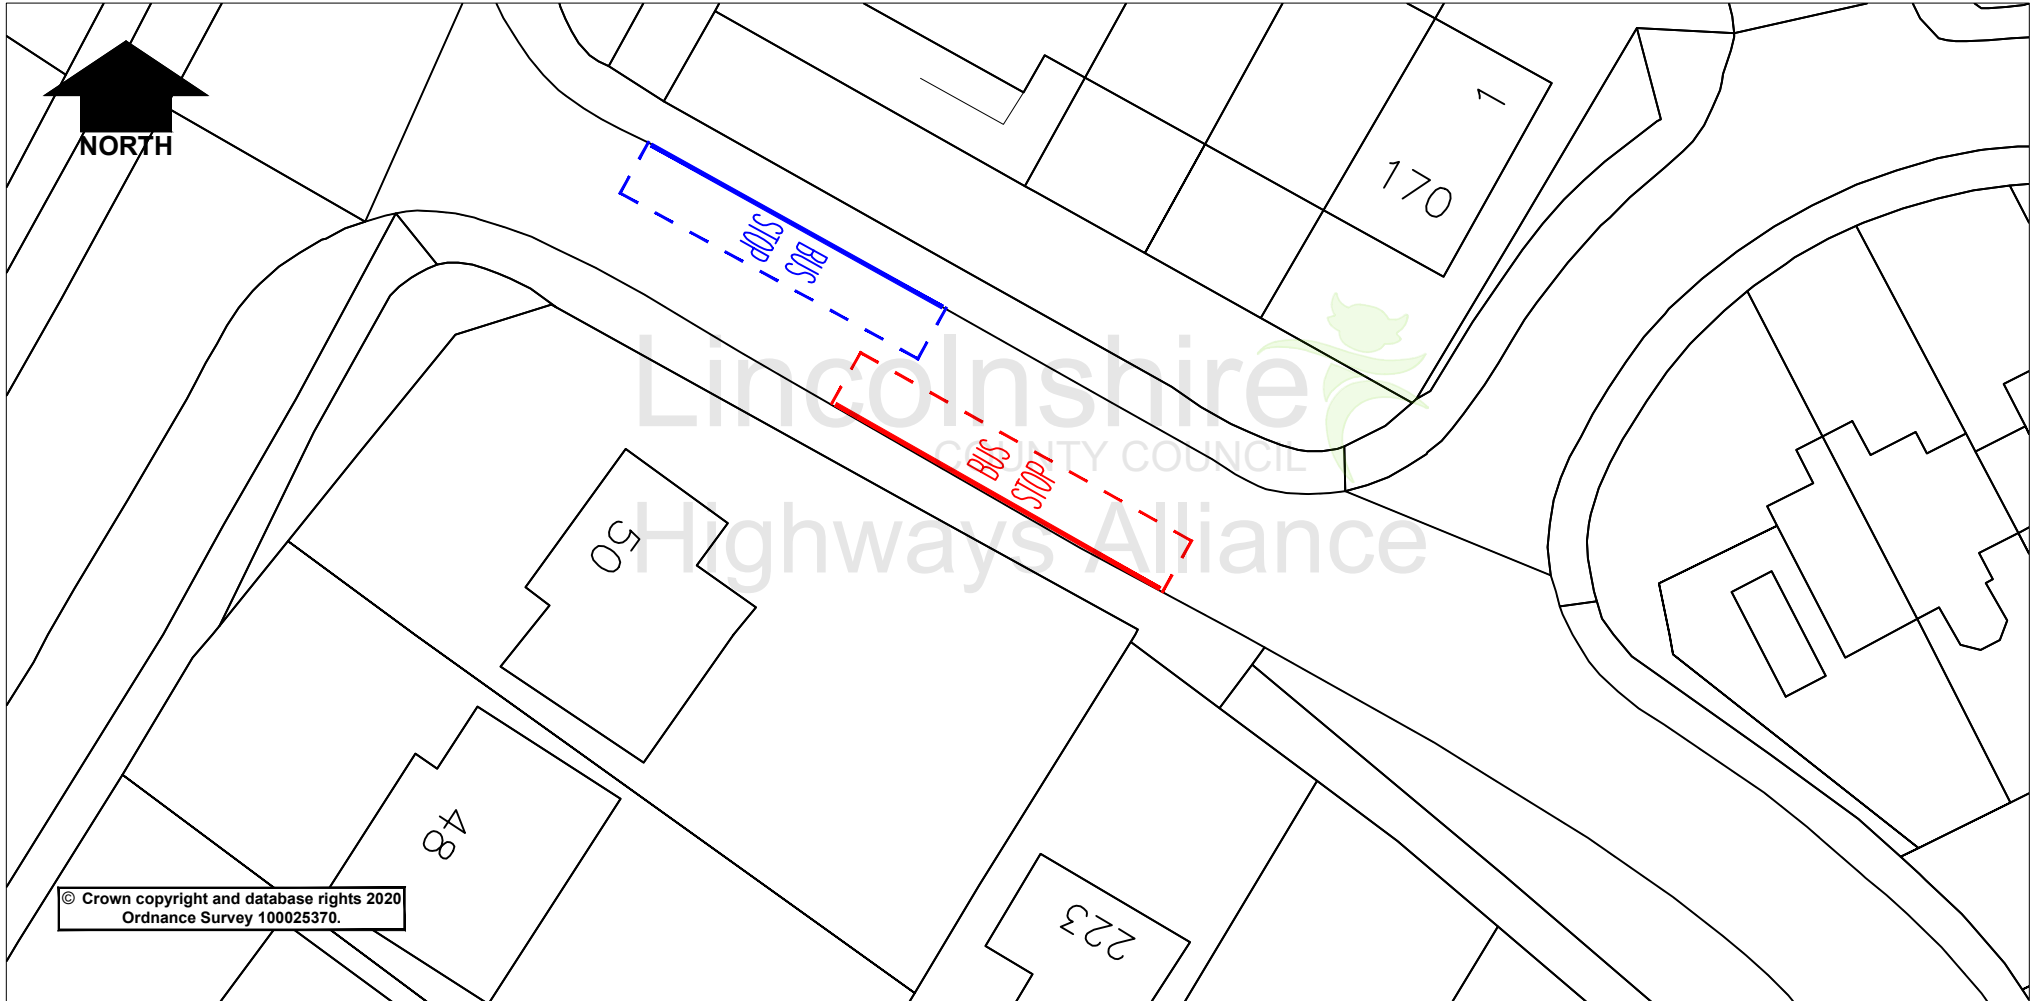 NORTH
1
170
BUS
STOP
Lincolnshire
COUNTY COUNCIL
Highways Alliance
BUS
STOP
50
48
223
© Crown copyright and database rights 2020
Ordnance Survey 100025370.